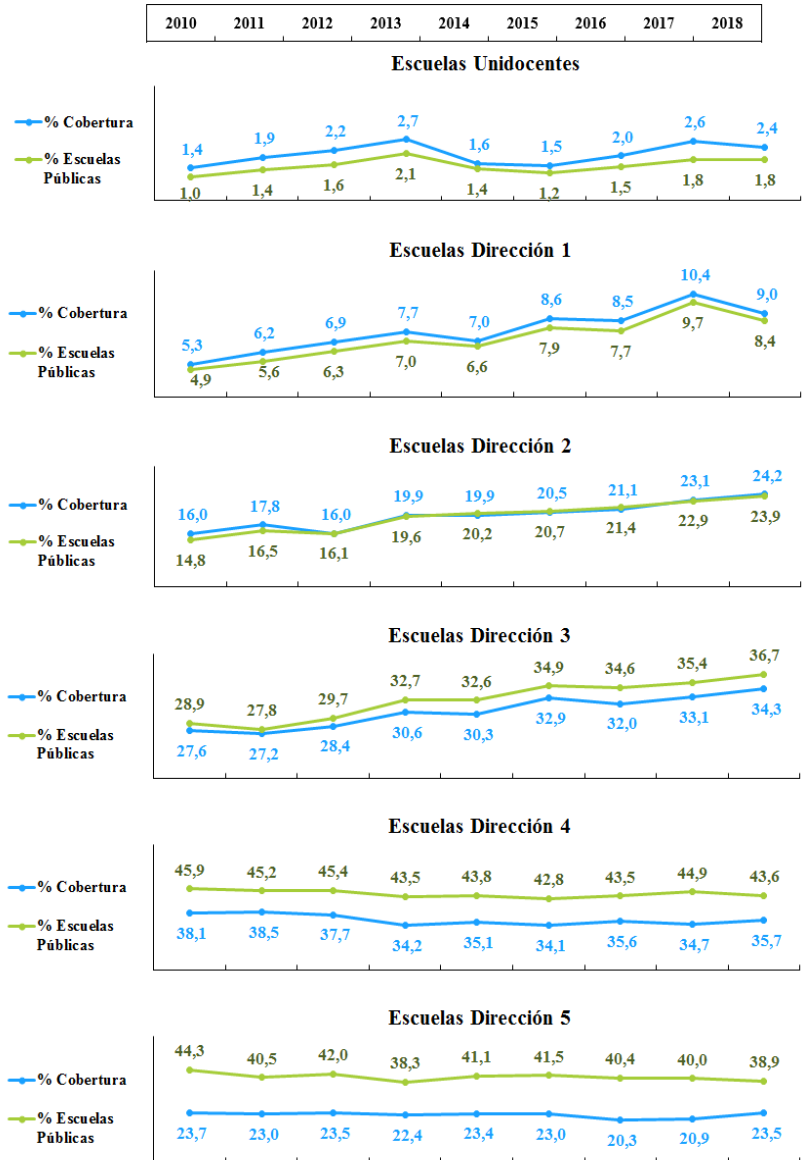 2010 2011 2012 2013 2014 2015 2016 2017 2018
Escuelas Unidocentes
% Cobertura
% Escuelas
Públicas
1,4 1,9 2,2 2,7 1,6 1,5 2,0 2,6 2,4
1,0 1,4 1,6 2,1 1,4 1,2 1,5 1,8 1,8
Escuelas Dirección 1
% Cobertura
% Escuelas
Públicas
5,3 6,2 6,9 7,7 7,0 8,6 8,5 10,4 9,0
4,9 5,6 6,3 7,0 6,6 7,9 7,7 9,7 8,4
Escuelas Dirección 2
% Cobertura
% Escuelas
Públicas
16,0 17,8 16,0 19,9 19,9 20,5 21,1 23,1 24,2
14,8 16,5 16,1 19,6 20,2 20,7 21,4 22,9 23,9
Escuelas Dirección 3
% Cobertura
% Escuelas
Públicas
28,9 27,8 29,7 32,7 32,6 34,9 34,6 35,4 36,7
27,6 27,2 28,4 30,6 30,3 32,9 32,0 33,1 34,3
Escuelas Dirección 4
% Cobertura
% Escuelas
Públicas
45,9 45,2 45,4 43,5 43,8 42,8 43,5 44,9 43,6
38,1 38,5 37,7 34,2 35,1 34,1 35,6 34,7 35,7
Escuelas Dirección 5
% Cobertura
% Escuelas
Públicas
44,3 40,5 42,0 38,3 41,1 41,5 40,4 40,0 38,9
23,7 23,0 23,5 22,4 23,4 23,0 20,3 20,9 23,5